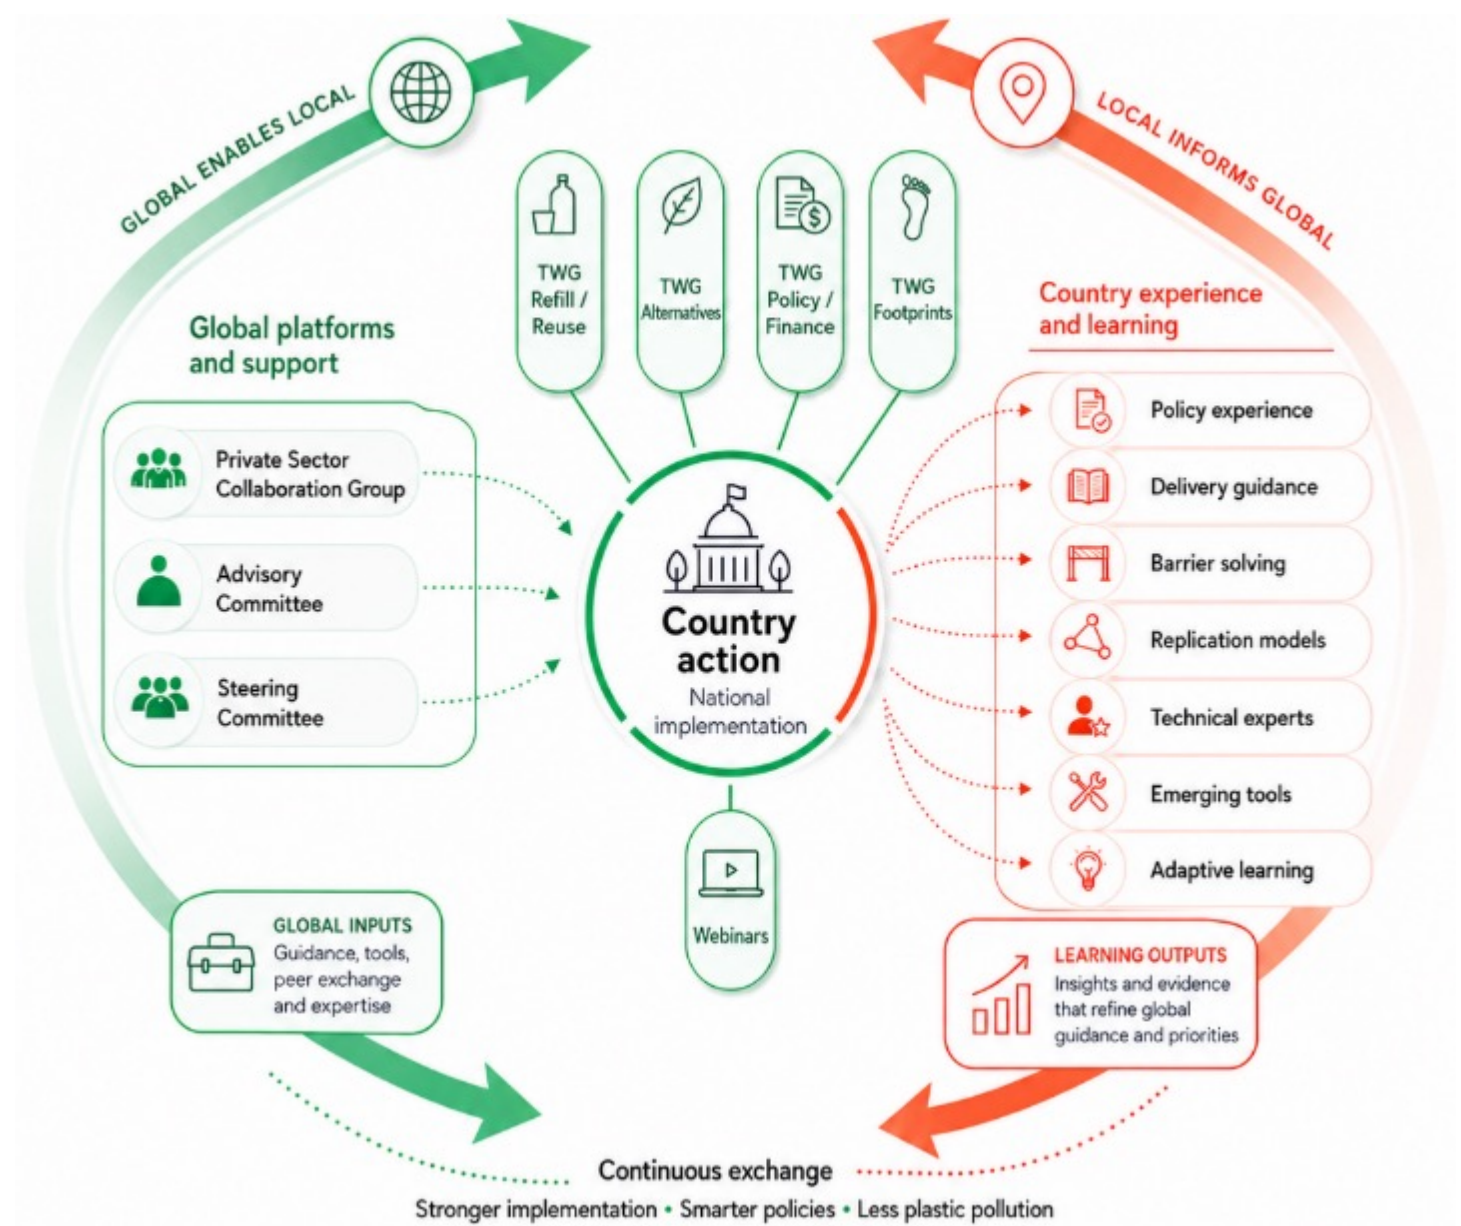 GLOBAL ENABLES LOCAL
LOCAL INFORMS GLOBAL
TWG
Refill /
Reuse
TWG
Alternatives
TWG
Policy /
Finance
$
TWG
Footprints
Global platforms
and support
Private Sector
Collaboration Group
Advisory
Committee
Steering
Committee
Country
action
National
implementation
Webinars
Country experience
and learning
Policy experience
Delivery guidance
Barrier solving
Replication models
Technical experts
Emerging tools
Adaptive learning
GLOBAL INPUTS
Guidance, tools,
peer exchange
and expertise
LEARNING OUTPUTS
Insights and evidence
that refine global
guidance and priorities
Continuous exchange
Stronger implementation • Smarter policies • Less plastic pollution